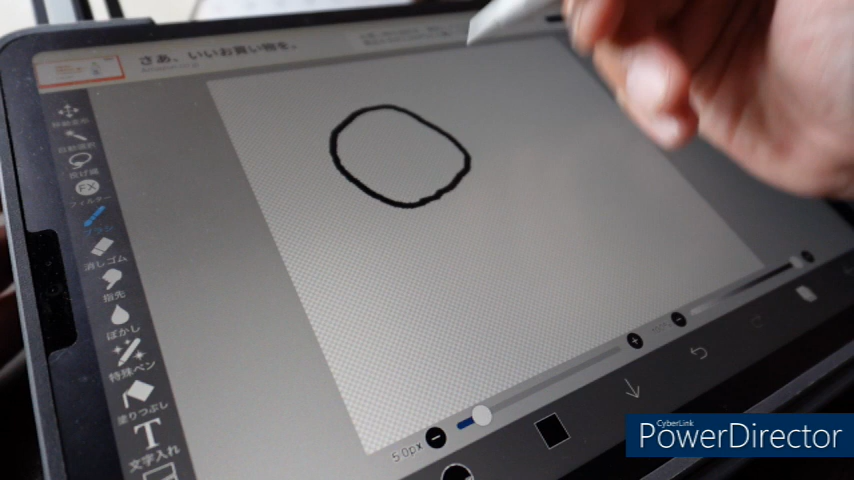 さあ、いいお買い物を。
移動変形
自動選択
投げ縄
FX
フィルター
ブラシ
消しゴム
指先
ぼかし
特殊ペン
塗りつぶし
T
文字入れ
5.0px
CyberLink
PowerDirector